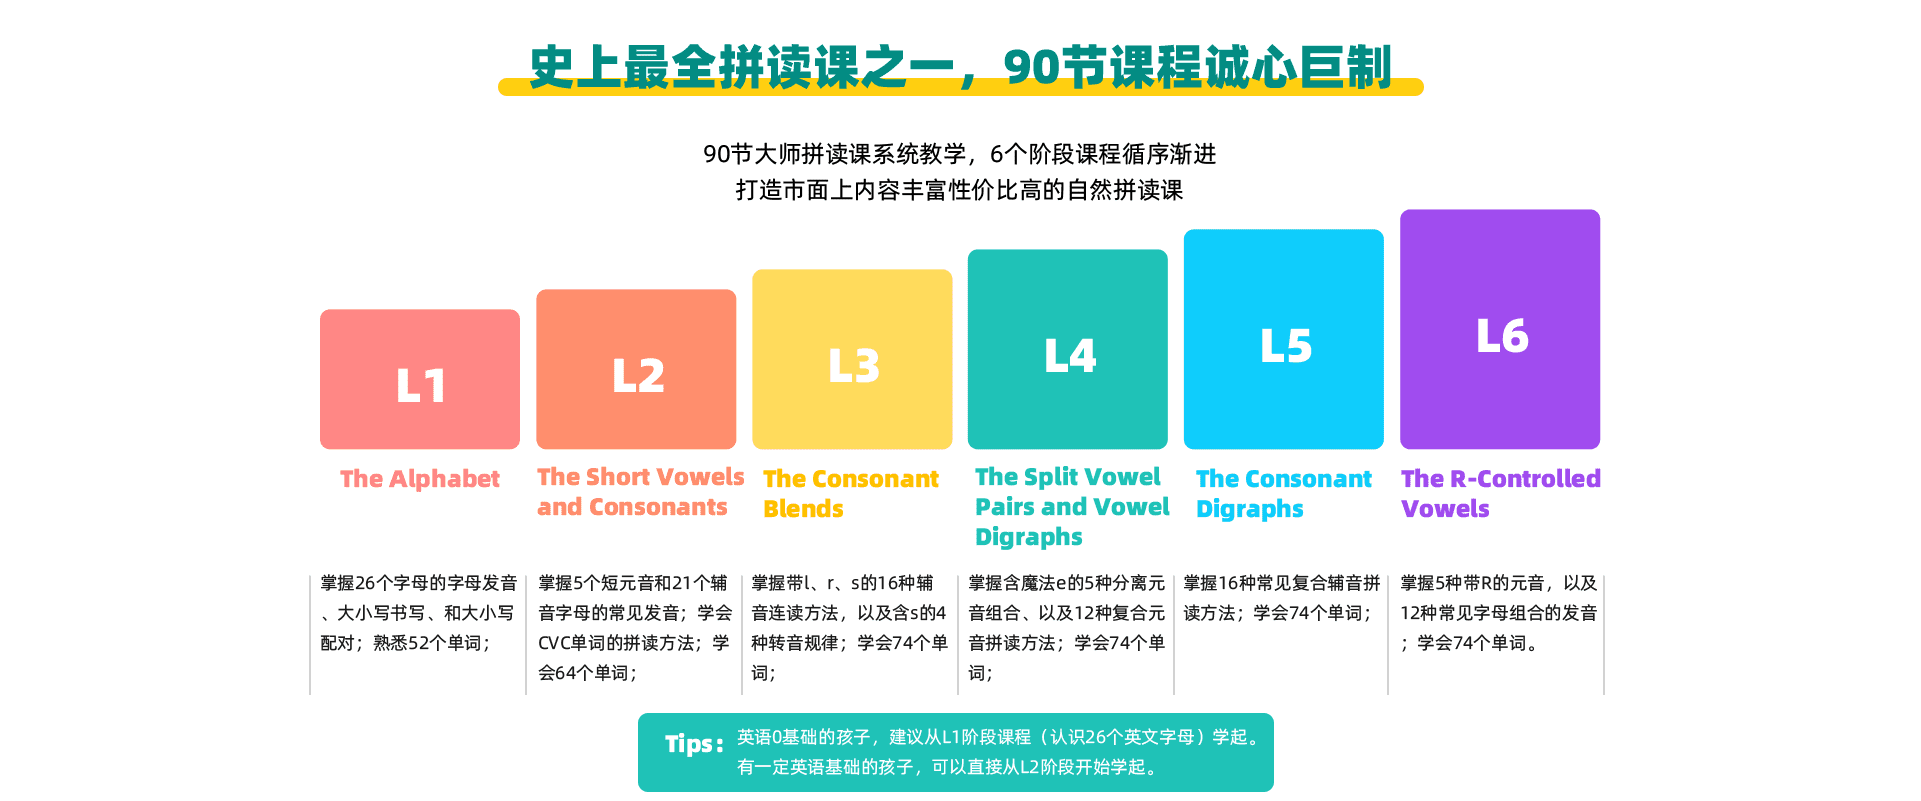 史上最全拼读课之一，90节课程诚心巨制
90节大师拼读课系统教学，6个阶段课程循序渐进
打造市面上内容丰富性价比高的自然拼读课
L1
L2
L3
L4
L5
L6
The Alphabet
The Short Vowels
and Consonants
The Consonant
Blends
The Split Vowel
Pairs and Vowel
Digraphs
The Consonant
Digraphs
The R-Controlled
Vowels
掌握26个字母的字母发音
、大小写书写、和大小写
配对；熟悉52个单词；
掌握5个短元音和21个辅
音字母的常见发音；学会
CVC单词的拼读方法；学
会64个单词；
掌握带l、r、s的16种辅
音连读方法，以及含s的4
种转音规律；学会74个单
词；
掌握含魔法e的5种分离元
音组合、以及12种复合元
音拼读方法；学会74个单
词；
掌握16种常见复合辅音拼
读方法；学会74个单词；
掌握5种带R的元音，以及
12种常见字母组合的发音
；学会74个单词。
Tips：
英语0基础的孩子，建议从L1阶段课程（认识26个英文字母）学起。
有一定英语基础的孩子，可以直接从L2阶段开始学起。